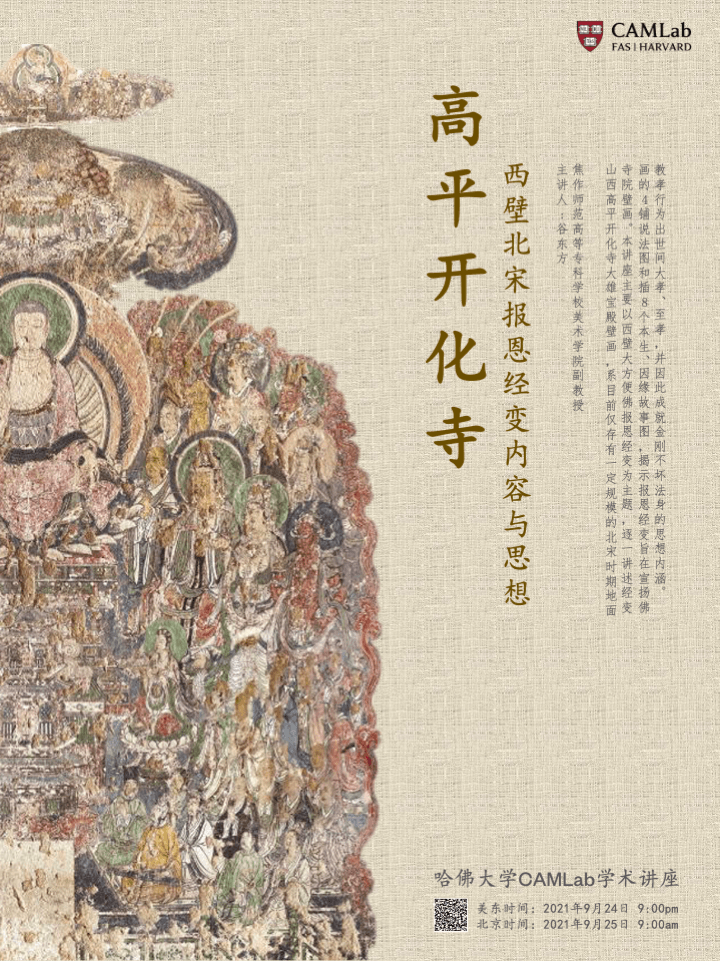 CAMLab
FAS | HARVARD
高平开化寺
西壁北宋报恩经变内容与思想
主讲人：谷东方
焦作师范高等专科学校美术学院副教授
山西高平开化寺大雄宝殿壁画，系目前仅存有一定规模的北宋时期地面
寺院壁画。本讲座主要以西壁大方便佛报恩经变为主题，逐一讲述经变
画的 4 铺说法图和插 8 个本生、因缘故事图，揭示报恩经变旨在宣扬佛
教孝行为出世间大孝、至孝，并因此成就金刚不坏法身的思想内涵。
哈佛大学CAMLab学术讲座
美东时间：2021年9月24日 9:00pm
北京时间：2021年9月25日 9:00am